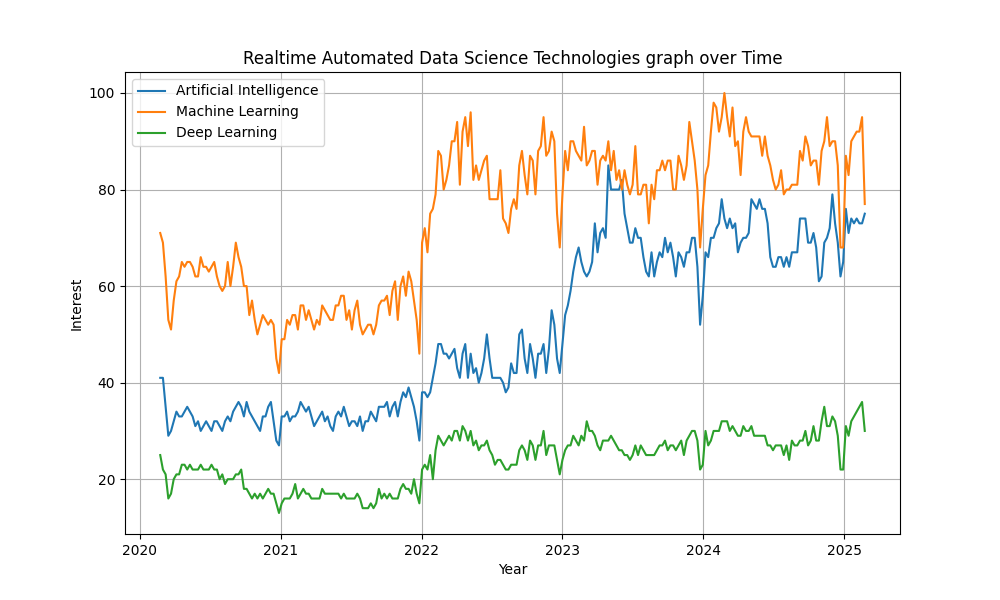 Realtime Automated Data Science Technologies graph over Time
Artificial Intelligence
Machine Learning
Deep Learning
100
80
60
40
20
Interest
2020 2021 2022 2023 2024 2025
Year